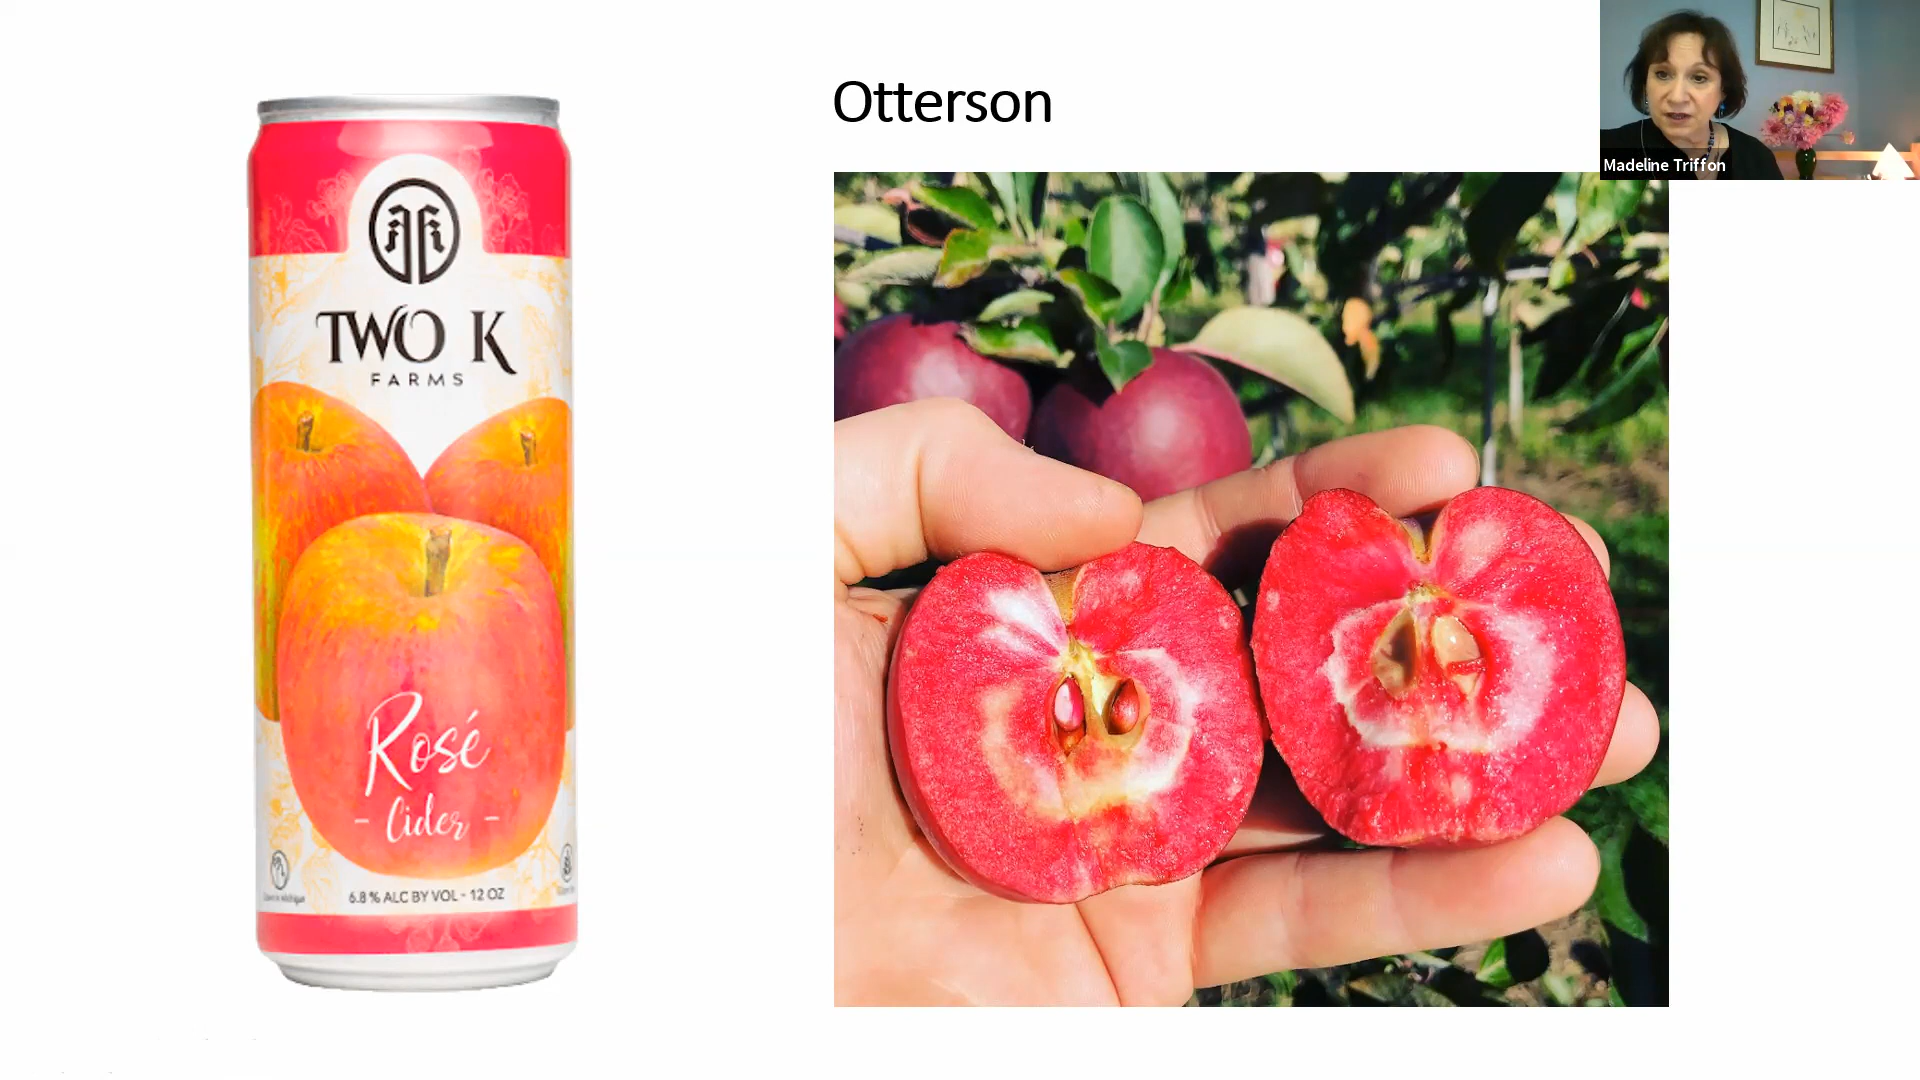 Otterson
Madeline Triffon
TWO K
FARMS
Rosé
- Cider -
6.8% ALC BY VOL - 12 OZ